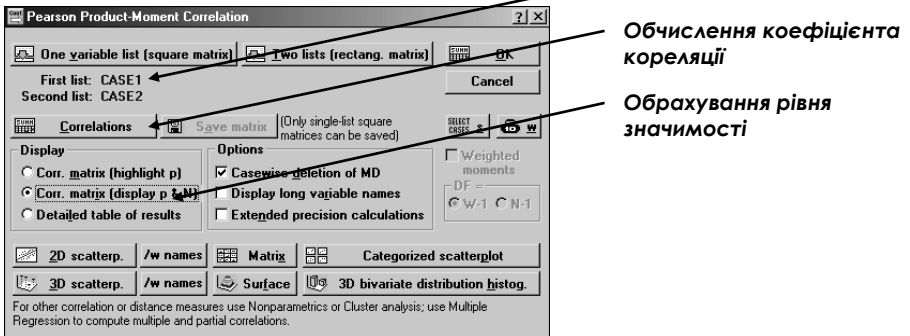 Pearson Product-Moment Correlation
One variable list (square matrix) Two lists (rectang. matrix) OK
First list: CASE1
Second list: CASE2
Cancel
Correlations Save matrix (Only single-list square matrices can be saved) SELECT CASES S W
Display
Corr. matrix (highlight p)
Corr. matrix (display p & N)
Detailed table of results
Options
Casewise deletion of MD
Display long variable names
Extended precision calculations
Weighted moments
DF =
W-1 N-1
2D scatterp. /w names Matrix Categorized scatterplot
3D scatterp. /w names Surface 3D bivariate distribution histog.
For other correlation or distance measures use Nonparametrics or Cluster analysis; use Multiple
Regression to compute multiple and partial correlations.
Обчислення коефіцієнта
кореляції
Обрахування рівня
значимості